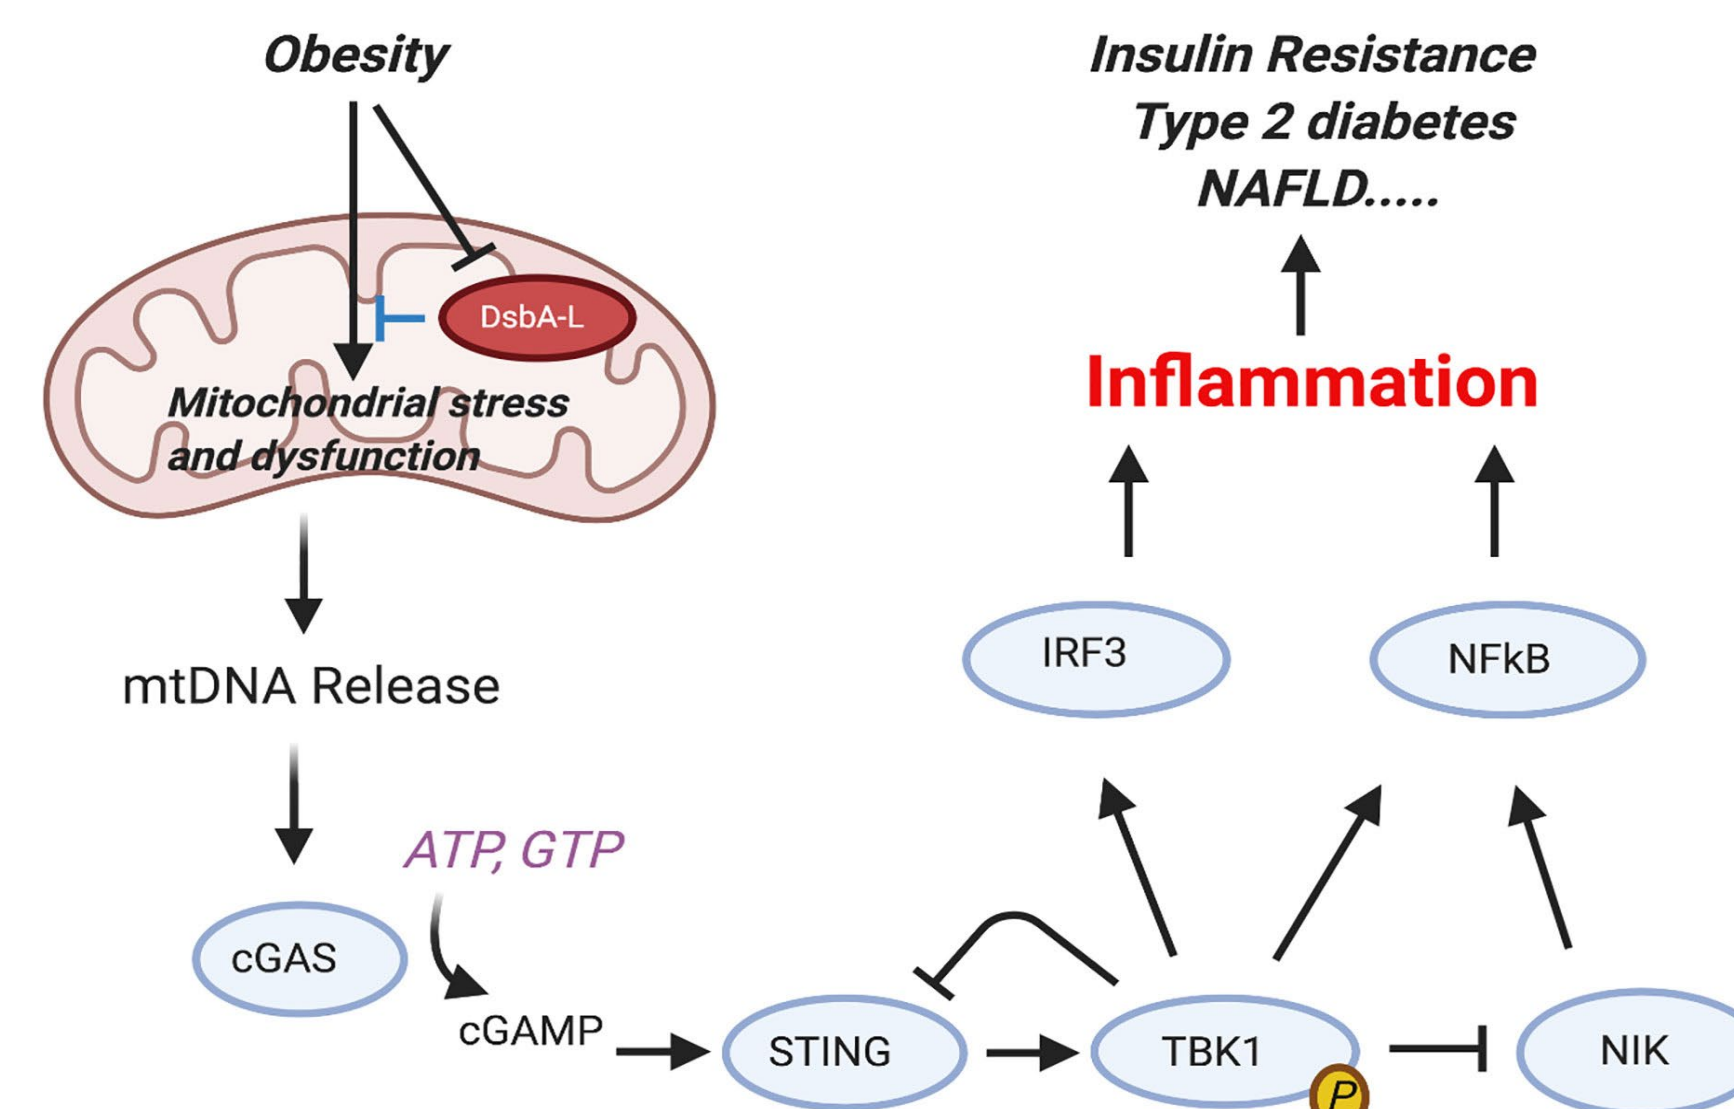 Obesity
DsbA-L
Mitochondrial stress
and dysfunction
mtDNA Release
cGAS
ATP, GTP
cGAMP
STING
TBK1
P
NIK
IRF3
NFkB
Inflammation
Insulin Resistance
Type 2 diabetes
NAFLD.....